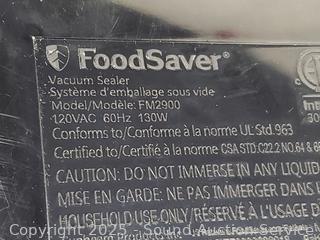 FoodSaver®
Vacuum Sealer
Système d'emballage sous vide
Model/Modèle: FM2900
120VAC 60Hz 130W
Conforms to/Conforme à la norme UL Std. 963
Certified to/Certifié à la norme CSA STD. C22.2 NO.64 &
CAUTION: DO NOT IMMERSE IN ANY LIQUID
MISE EN GARDE: NE PAS IMMERGER DANS
HOUSEHOLD USE ONLY/RÉSERVÉ À L'USAGE D
Copyright 2025 - Sound Auction Service
Inte
30